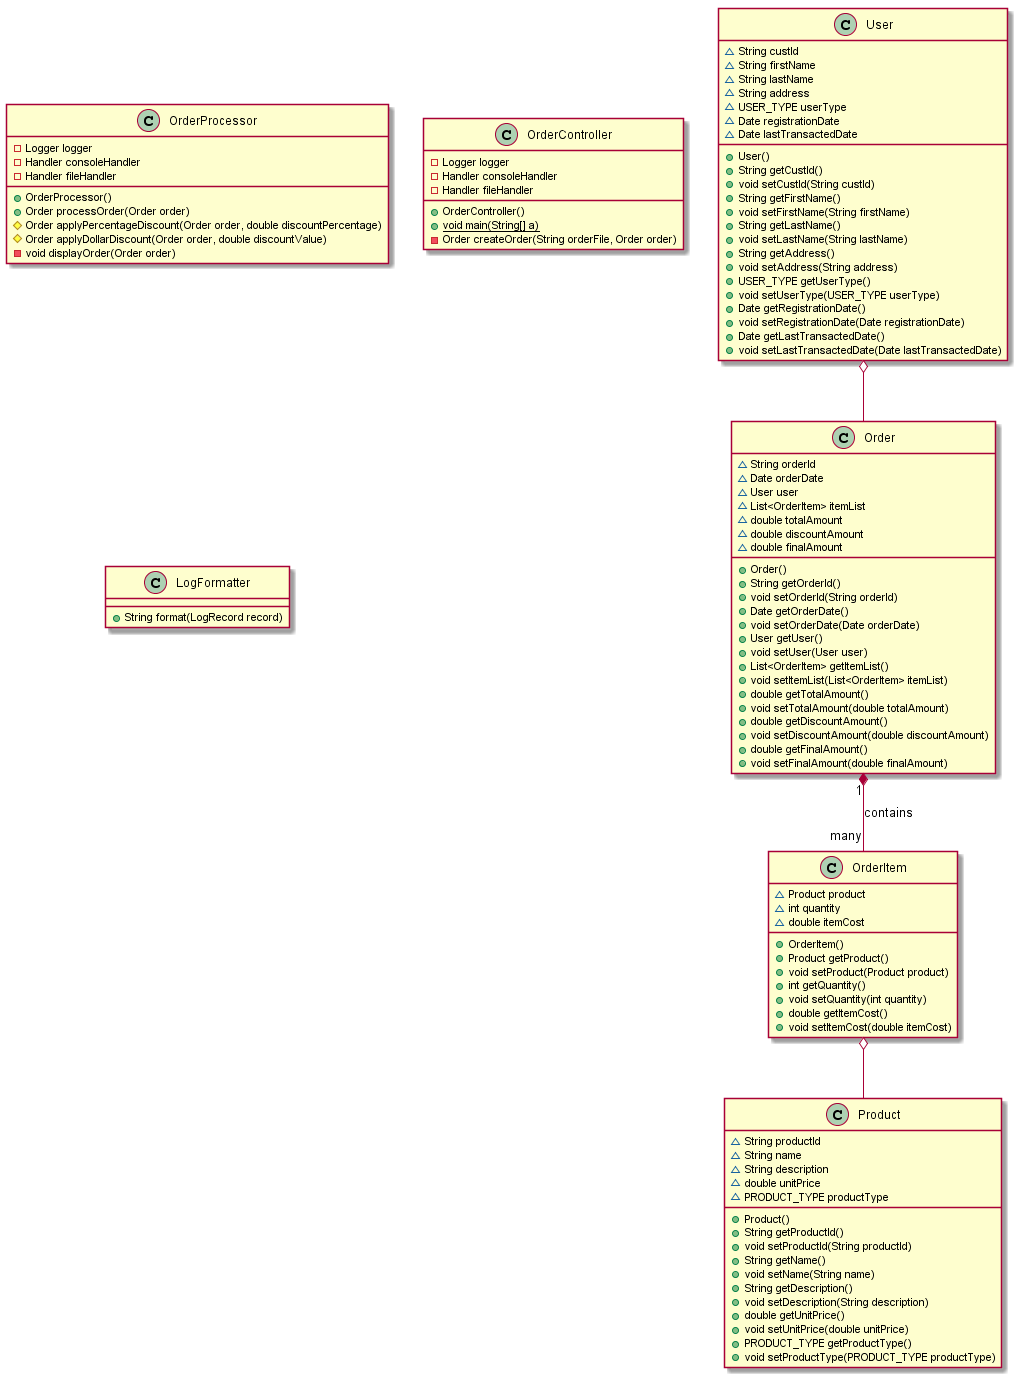 C OrderProcessor
Logger logger
Handler consoleHandler
Handler fileHandler
OrderProcessor()
Order processOrder(Order order)
Order applyPercentageDiscount(Order order, double discountPercentage)
Order applyDollarDiscount(Order order, double discountValue)
void displayOrder(Order order)
C OrderController
Logger logger
Handler consoleHandler
Handler fileHandler
OrderController()
void main(String[] a)
Order createOrder(String orderFile, Order order)
C User
String custId
String firstName
String lastName
String address
USER_TYPE userType
Date registrationDate
Date lastTransactedDate
User()
String getCustId()
void setCustId(String custId)
String getFirstName()
void setFirstName(String firstName)
String getLastName()
void setLastName(String lastName)
String getAddress()
void setAddress(String address)
USER_TYPE getUserType()
void setUserType(USER_TYPE userType)
Date getRegistrationDate()
void setRegistrationDate(Date registrationDate)
Date getLastTransactedDate()
void setLastTransactedDate(Date lastTransactedDate)
C Order
String orderId
Date orderDate
User user
List<OrderItem> itemList
double totalAmount
double discountAmount
double finalAmount
Order()
String getOrderId()
void setOrderId(String orderId)
Date getOrderDate()
void setOrderDate(Date orderDate)
User getUser()
void setUser(User user)
List<OrderItem> getItemList()
void setItemList(List<OrderItem> itemList)
double getTotalAmount()
void setTotalAmount(double totalAmount)
double getDiscountAmount()
void setDiscountAmount(double discountAmount)
double getFinalAmount()
void setFinalAmount(double finalAmount)
C LogFormatter
String format(LogRecord record)
1
contains
many
C OrderItem
Product product
int quantity
double itemCost
OrderItem()
Product getProduct()
void setProduct(Product product)
int getQuantity()
void setQuantity(int quantity)
double getItemCost()
void setItemCost(double itemCost)
C Product
String productId
String name
String description
double unitPrice
PRODUCT_TYPE productType
Product()
String getProductId()
void setProductId(String productId)
String getName()
void setName(String name)
String getDescription()
void setDescription(String description)
double getUnitPrice()
void setUnitPrice(double unitPrice)
PRODUCT_TYPE getProductType()
void setProductType(PRODUCT_TYPE productType)